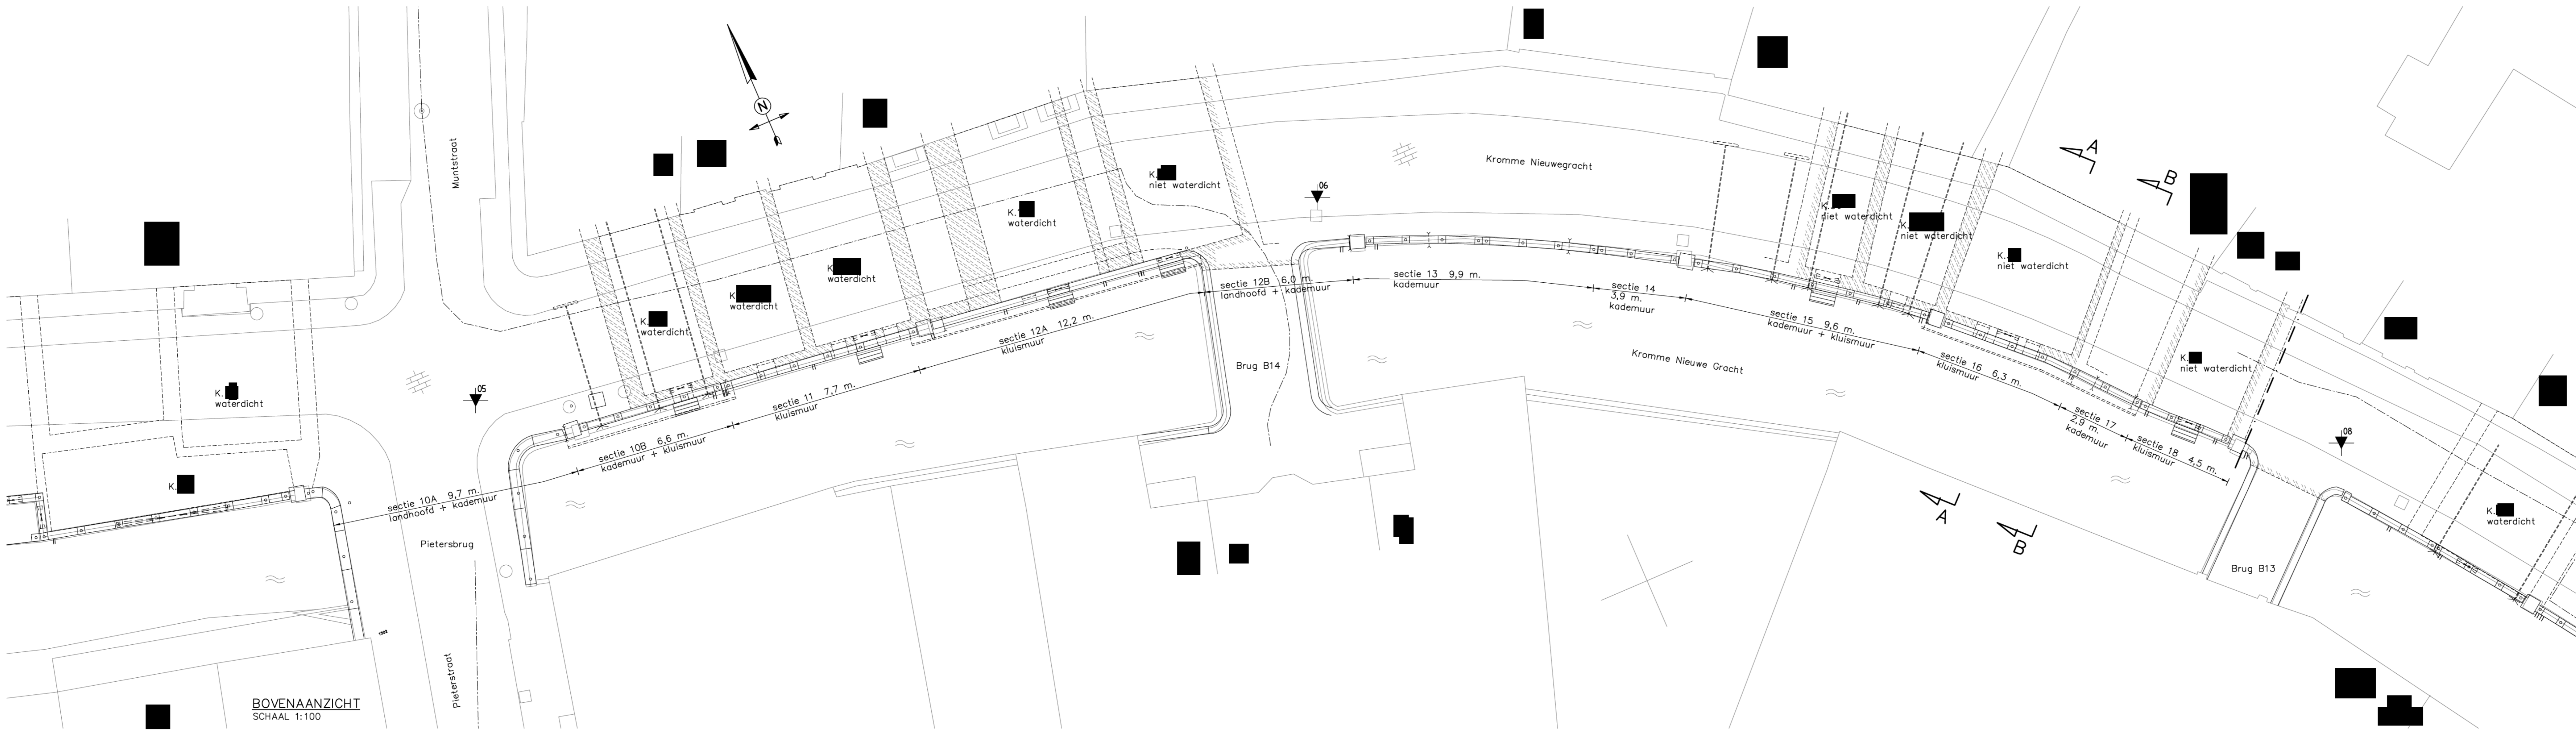 Muntstraat
N
K.
niet waterdicht
Kromme Nieuwegracht
A
B
06
K.
waterdicht
niet waterdicht
K.
niet waterdicht
K.
niet waterdicht
K.
waterdicht
K.
waterdicht
K.
waterdicht
sectie 12B 6,0 m.
landhoofd + kademuur
sectie 13 9,9 m.
kademuur
sectie 14
3,9 m.
kademuur
sectie 15 9,6 m.
kademuur + kluismuur
sectie 12A 12,2 m.
kluismuur
Brug B14
Kromme Nieuwe Gracht
sectie 16 6,3 m.
kluismuur
K.
niet waterdicht
05
K.
waterdicht
sectie 11 7,7 m.
kluismuur
sectie 17
2,9 m.
kademuur
sectie 18 4,5 m.
kluismuur
08
sectie 10B 6,6 m.
kademuur + kluismuur
K.
sectie 10A 9,7 m.
landhoofd + kademuur
A
B
K.
waterdicht
Pietersbrug
Brug B13
Pieterstraat
BOVENAANZICHT
SCHAAL 1:100